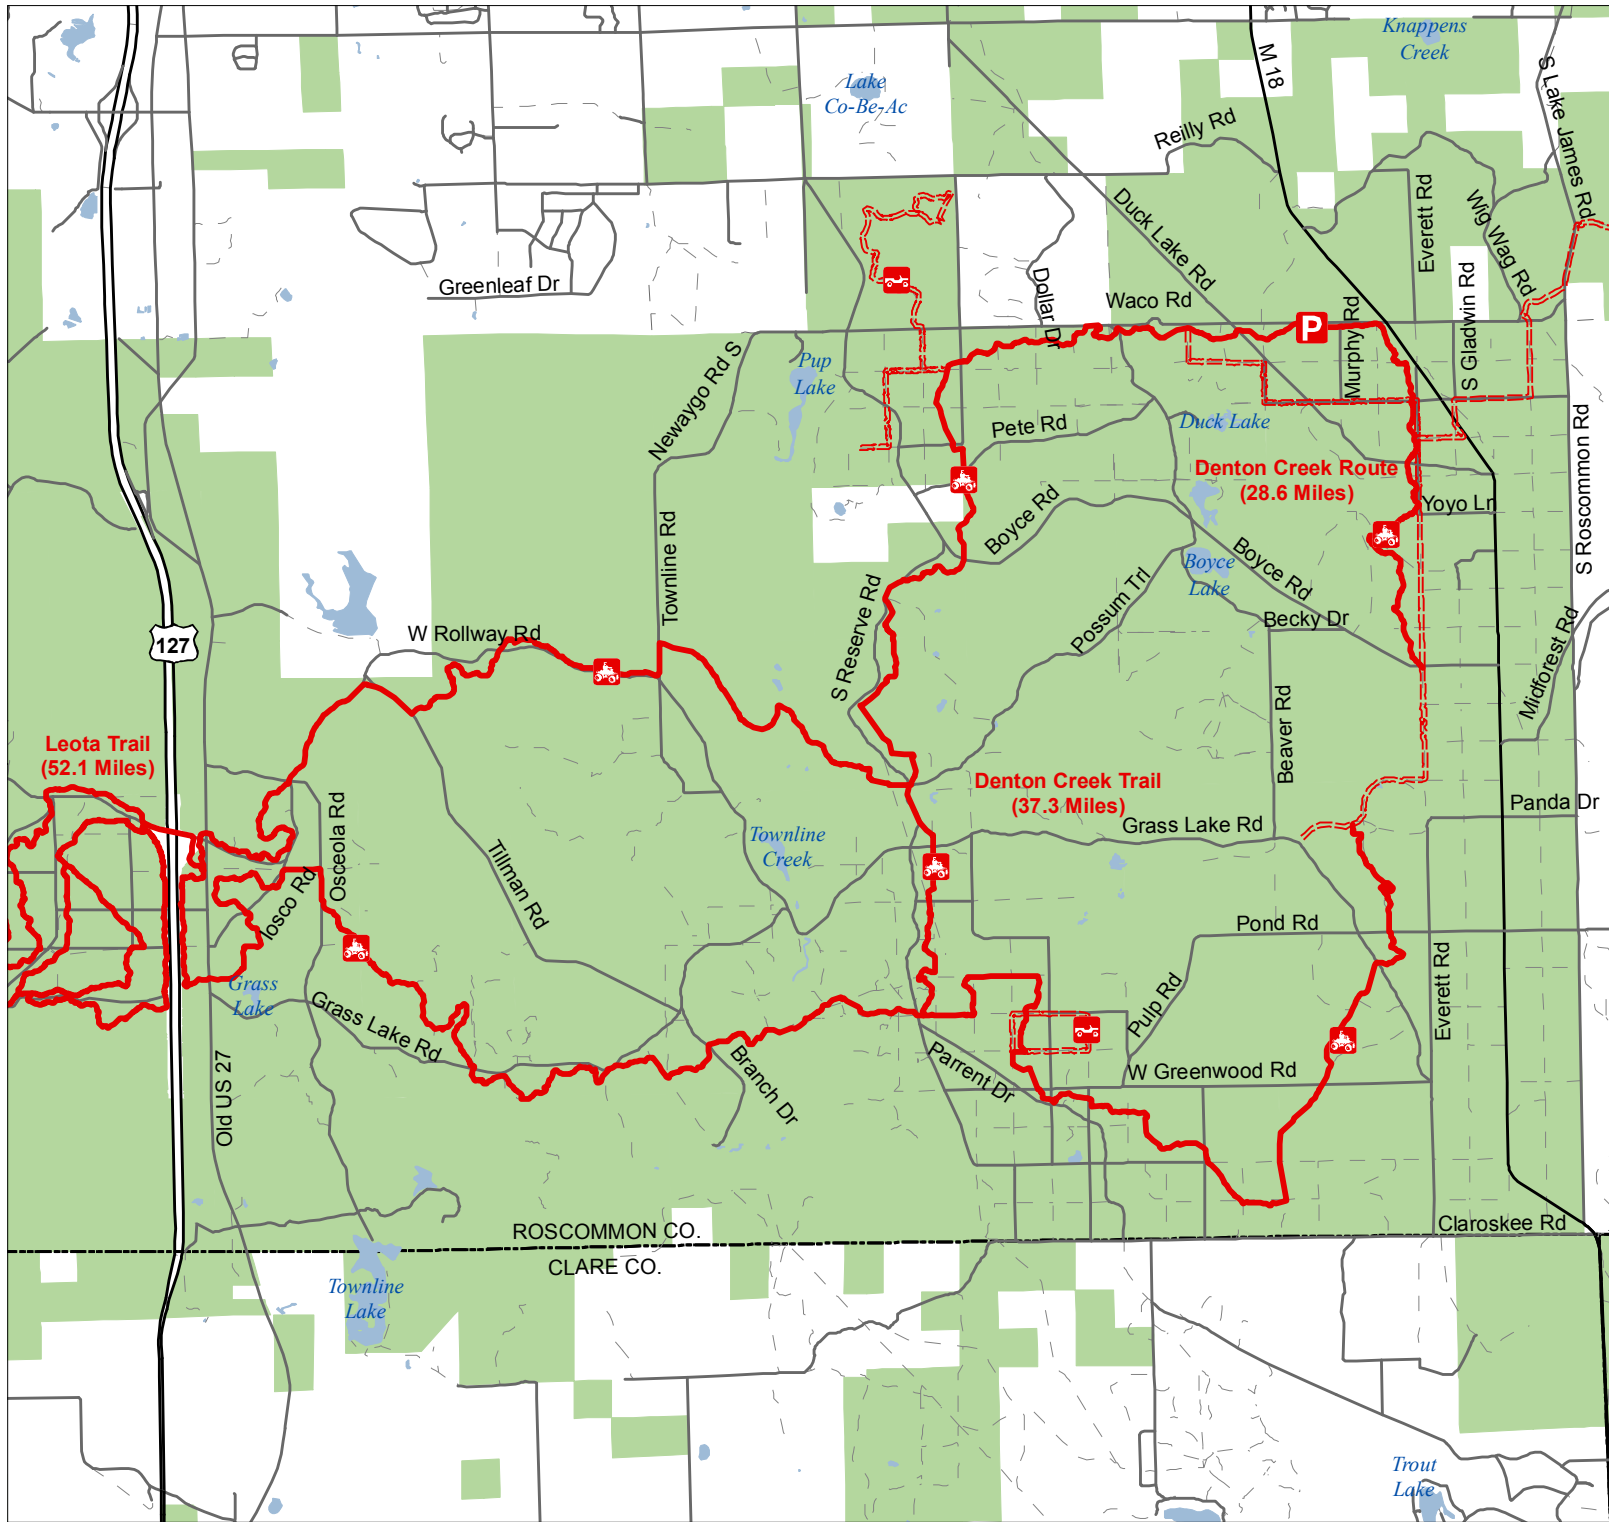 Knappens
Creek
M 18
S Lake James Rd
Lake
Co-Be-Ac
Reilly Rd
Duck Lake Rd
Everett Rd
Wig Wag Rd
Greenleaf Dr
Dollar Dr
Waco Rd
S Gladwin Rd
P
Murphy Rd
Newaygo Rd S
Pup
Lake
Pete Rd
Duck Lake
S Roscommon Rd
Denton Creek Route
(28.6 Miles)
Yoyo Ln
Boyce Rd
Townline Rd
Boyce Rd
Boyce
Lake
Possum Trl
S Reserve Rd
Becky Dr
W Rollway Rd
127
Midforest Rd
Beaver Rd
Leota Trail
(52.1 Miles)
Denton Creek Trail
(37.3 Miles)
Panda Dr
Osceola Rd
Townline
Creek
Grass Lake Rd
Tillman Rd
Iosco Rd
Pond Rd
Everett Rd
Grass
Lake
Pulp Rd
Grass Lake Rd
Parrent Dr
W Greenwood Rd
Branch Dr
Old US 27
Claroskee Rd
ROSCOMMON CO.
CLARE CO.
Townline
Lake
Trout
Lake